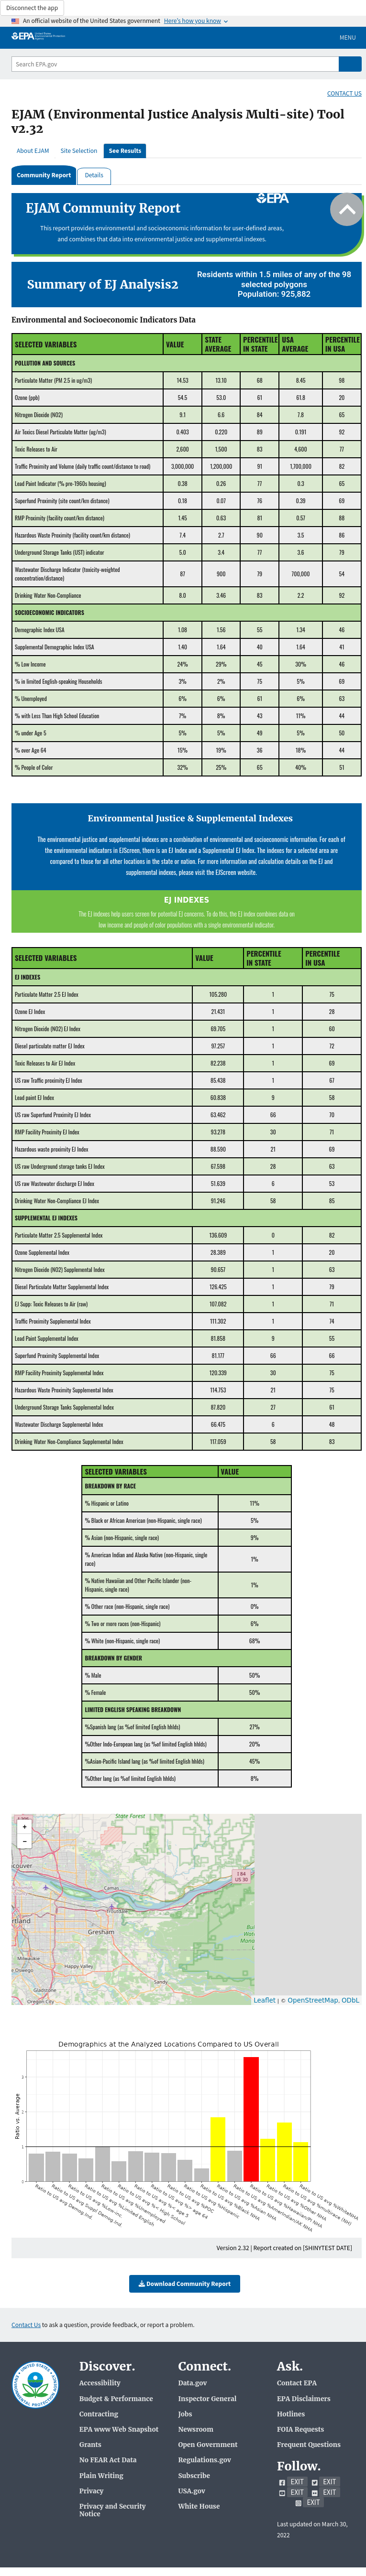 Disconnect the app
An official website of the United States government Here's how you know
EPA United States Environmental Protection Agency
MENU
Search EPA.gov
CONTACT US
EJAM (Environmental Justice Analysis Multi-site) Tool
v2.32
About EJAM Site Selection See Results
Community Report Details
EPA
EJAM Community Report
This report provides environmental and socioeconomic information for user-defined areas,
and combines that data into environmental justice and supplemental indexes.
Summary of EJ Analysis2
Residents within 1.5 miles of any of the 98
selected polygons
Population: 925,882
Environmental and Socioeconomic Indicators Data
SELECTED VARIABLES VALUE STATE AVERAGE PERCENTILE IN STATE USA AVERAGE PERCENTILE IN USA
POLLUTION AND SOURCES
Particulate Matter (PM 2.5 in ug/m3) 14.53 13.10 68 8.45 98
Ozone (ppb) 54.5 53.0 61 61.8 20
Nitrogen Dioxide (NO2) 9.1 6.6 84 7.8 65
Air Toxics Diesel Particulate Matter (ug/m3) 0.403 0.220 89 0.191 92
Toxic Releases to Air 2,600 1,500 83 4,600 77
Traffic Proximity and Volume (daily traffic count/distance to road) 3,000,000 1,200,000 91 1,700,000 82
Lead Paint Indicator (% pre-1960s housing) 0.38 0.26 77 0.3 65
Superfund Proximity (site count/km distance) 0.18 0.07 76 0.39 69
RMP Proximity (facility count/km distance) 1.45 0.63 81 0.57 88
Hazardous Waste Proximity (facility count/km distance) 7.4 2.7 90 3.5 86
Underground Storage Tanks (UST) indicator 5.0 3.4 77 3.6 79
Wastewater Discharge Indicator (toxicity-weighted
concentration/distance) 87 900 79 700,000 54
Drinking Water Non-Compliance 8.0 3.46 83 2.2 92
SOCIOECONOMIC INDICATORS
Demographic Index USA 1.08 1.56 55 1.34 46
Supplemental Demographic Index USA 1.40 1.64 40 1.64 41
% Low Income 24% 29% 45 30% 46
% in limited English-speaking Households 3% 2% 75 5% 69
% Unemployed 6% 6% 61 6% 63
% with Less Than High School Education 7% 8% 43 11% 44
% under Age 5 5% 5% 49 5% 50
% over Age 64 15% 19% 36 18% 44
% People of Color 32% 25% 65 40% 51
Environmental Justice & Supplemental Indexes
The environmental justice and supplemental indexes are a combination of environmental and socioeconomic information. For each of
the environmental indicators in EJScreen, there is an EJ Index and a Supplemental EJ Index. The indexes for a selected area are
compared to those for all other locations in the state or nation. For more information and calculation details on the EJ and
supplemental indexes, please visit the EJScreen website.
EJ INDEXES
The EJ indexes help users screen for potential EJ concerns. To do this, the EJ index combines data on
low income and people of color populations with a single environmental indicator.
SELECTED VARIABLES VALUE PERCENTILE IN STATE PERCENTILE IN USA
EJ INDEXES
Particulate Matter 2.5 EJ Index 105.280 1 75
Ozone EJ Index 21.431 1 28
Nitrogen Dioxide (NO2) EJ Index 69.705 1 60
Diesel particulate matter EJ Index 97.257 1 72
Toxic Releases to Air EJ Index 82.238 1 69
US raw Traffic proximity EJ Index 85.438 1 67
Lead paint EJ Index 60.838 9 58
US raw Superfund Proximity EJ Index 63.462 66 70
RMP Facility Proximity EJ Index 93.278 30 71
Hazardous waste proximity EJ Index 88.590 21 69
US raw Underground storage tanks EJ Index 67.598 28 63
US raw Wastewater discharge EJ Index 51.639 6 53
Drinking Water Non-Compliance EJ Index 91.246 58 85
SUPPLEMENTAL EJ INDEXES
Particulate Matter 2.5 Supplemental Index 136.609 0 82
Ozone Supplemental Index 28.389 1 20
Nitrogen Dioxide (NO2) Supplemental Index 90.657 1 63
Diesel Particulate Matter Supplemental Index 126.425 1 79
EJ Supp: Toxic Releases to Air (raw) 107.082 1 71
Traffic Proximity Supplemental Index 111.302 1 74
Lead Paint Supplemental Index 81.858 9 55
Superfund Proximity Supplemental Index 81.177 66 66
RMP Facility Proximity Supplemental Index 120.339 30 75
Hazardous Waste Proximity Supplemental Index 114.753 21 75
Underground Storage Tanks Supplemental Index 87.820 27 61
Wastewater Discharge Supplemental Index 66.475 6 48
Drinking Water Non-Compliance Supplemental Index 117.059 58 83
SELECTED VARIABLES VALUE
BREAKDOWN BY RACE
% Hispanic or Latino 11%
% Black or African American (non-Hispanic, single race) 5%
% Asian (non-Hispanic, single race) 9%
% American Indian and Alaska Native (non-Hispanic, single
race) 1%
% Native Hawaiian and Other Pacific Islander (non-
Hispanic, single race) 1%
% Other race (non-Hispanic, single race) 0%
% Two or more races (non-Hispanic) 6%
% White (non-Hispanic, single race) 68%
BREAKDOWN BY GENDER
% Male 50%
% Female 50%
LIMITED ENGLISH SPEAKING BREAKDOWN
%Spanish lang (as %of limited English hhlds) 27%
%Other Indo-European lang (as %of limited English hhlds) 20%
%Asian-Pacific Island lang (as %of limited English hhlds) 45%
%Other lang (as %of limited English hhlds) 8%
State Forest
+
−
couver
Camas
I 84
US 30
rtland
Gresham
Milwaukie
Happy Valley
Oswego
Sandy
Gladstone
Oregon City
Leaflet | © OpenStreetMap, ODbL
Demographics at the Analyzed Locations Compared to US Overall
Ratio vs. Average
3
2
1
0
Version 2.32 | Report created on [SHINYTEST DATE]
Download Community Report
Contact Us to ask a question, provide feedback, or report a problem.
Discover.
Accessibility
Budget & Performance
Contracting
EPA www Web Snapshot
Grants
No FEAR Act Data
Plain Writing
Privacy
Privacy and Security
Notice
Connect.
Data.gov
Inspector General
Jobs
Newsroom
Open Government
Regulations.gov
Subscribe
USA.gov
White House
Ask.
Contact EPA
EPA Disclaimers
Hotlines
FOIA Requests
Frequent Questions
Follow.
EXIT EXIT
EXIT EXIT
EXIT
Last updated on March 30,
2022